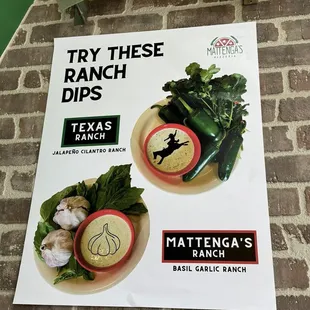 TRY THESE
RANCH
DIPS
MATTENGA'S
PIZZERIA
TEXAS
RANCH
JALAPEÑO CILANTRO RANCH
MATTENGA'S
RANCH
BASIL GARLIC RANCH